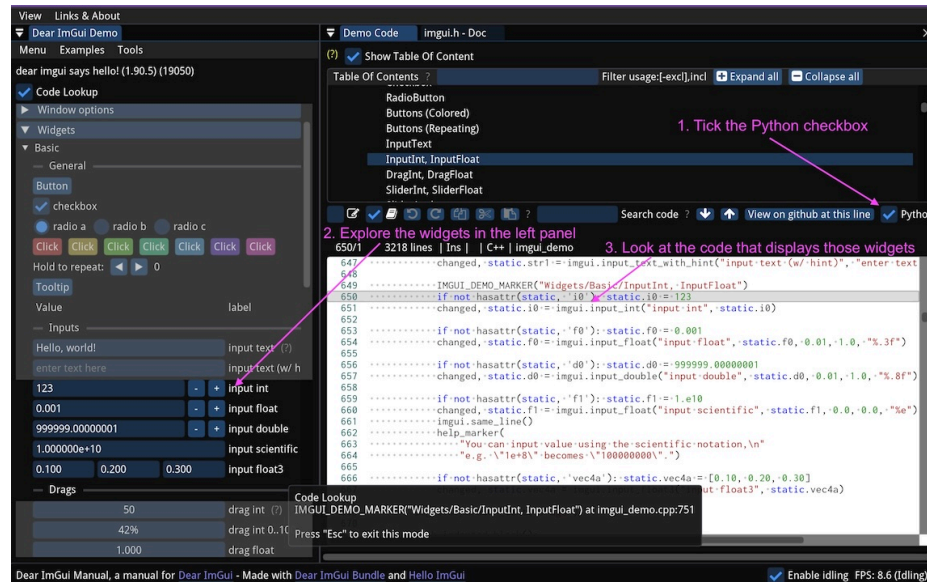 View Links & About
Dear ImGui Demo
Menu Examples Tools
dear imgui says hello! (1.90.5) (19050)
Code Lookup
Window options
Widgets
Basic
General
Button
checkbox
radio a radio b radio c
Click Click Click Click Click Click Click
Hold to repeat: 0
Tooltip
Value label
Inputs
Hello, world! input text (?)
enter text here input text (w/ h
123 - + input int
0.001 - + input float
999999.00000001 - + input double
1.000000e+10 input scientific
0.100 0.200 0.300 input float3
Drags
50 drag int (?)
42% drag int 0..10
1.000 drag float
Demo Code imgui.h - Doc
(?) Show Table Of Content
Table Of Contents ? Filter usage:[-excl],incl Expand all Collapse all
RadioButton
Buttons (Colored)
Buttons (Repeating)
InputText
InputInt, InputFloat
DragInt, DragFloat
SliderInt, SliderFloat
1. Tick the Python checkbox
? Search code ? View on github at this line Pytho
2. Explore the widgets in the left panel
650/1 3218 lines | Ins | | C++ | imgui_demo
3. Look at the code that displays those widgets
647 changed, static.str1 = imgui.input_text_with_hint("input text (w/ hint)", "enter text
648
649 IMGUI_DEMO_MARKER("Widgets/Basic/InputInt, InputFloat")
650 if not hasattr(static, 'i0'): static.i0 = 123
651 changed, static.i0 = imgui.input_int("input int", static.i0)
652
653 if not hasattr(static, 'f0'): static.f0 = 0.001
654 changed, static.f0 = imgui.input_float("input float", static.f0, 0.01, 1.0, "%.3f")
655
656 if not hasattr(static, 'd0'): static.d0 = 999999.00000001
657 changed, static.d0 = imgui.input_double("input double", static.d0, 0.01, 1.0, "%.8f")
658
659 if not hasattr(static, 'f1'): static.f1 = 1.e10
660 changed, static.f1 = imgui.input_float("input scientific", static.f1, 0.0, 0.0, "%e")
661 imgui.same_line()
662 help_marker(
663 "You can input value using the scientific notation,\n"
664 "e.g. \"1e+8\" becomes \"100000000\".")
665
666 if not hasattr(static, 'vec4a'): static.vec4a = [0.10, 0.20, 0.30]
float3", static.vec4a)
Code Lookup
IMGUI_DEMO_MARKER("Widgets/Basic/InputInt, InputFloat") at imgui_demo.cpp:751
Press "Esc" to exit this mode
Dear ImGui Manual, a manual for Dear ImGui - Made with Dear ImGui Bundle and Hello ImGui
Enable idling FPS: 8.6 (Idling)